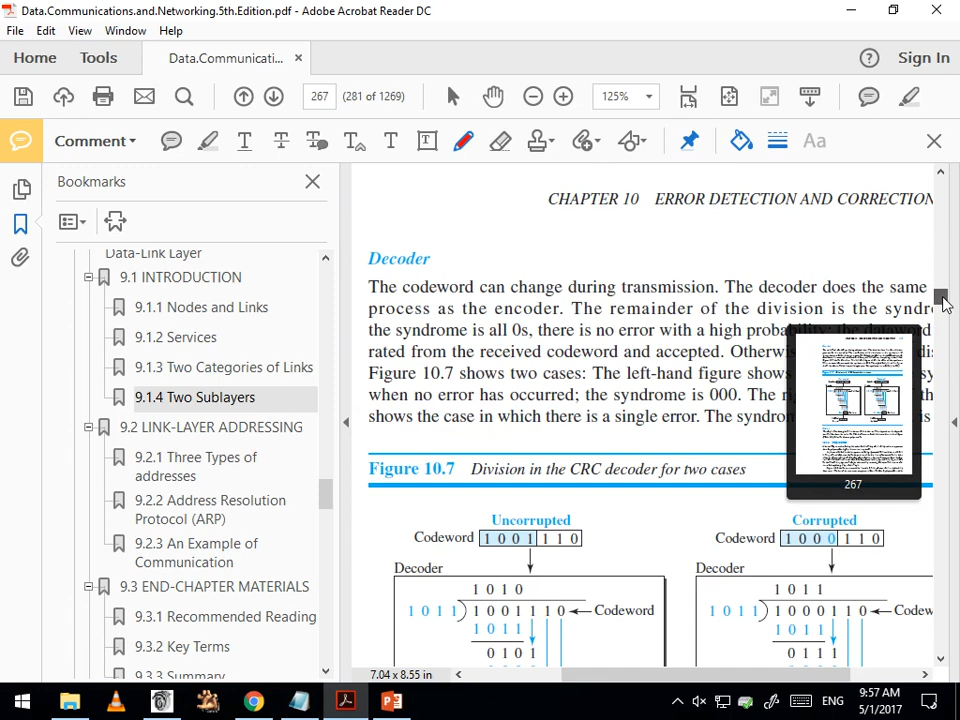 Data.Communications.and.Networking.5th.Edition.pdf - Adobe Acrobat Reader DC
File Edit View Window Help
Home Tools Data.Communicati... Sign In
267 (281 of 1269) 125%
Comment
Aa
Bookmarks
Data-Link Layer
9.1 INTRODUCTION
9.1.1 Nodes and Links
9.1.2 Services
9.1.3 Two Categories of Links
9.1.4 Two Sublayers
9.2 LINK-LAYER ADDRESSING
9.2.1 Three Types of
addresses
9.2.2 Address Resolution
Protocol (ARP)
9.2.3 An Example of
Communication
9.3 END-CHAPTER MATERIALS
9.3.1 Recommended Reading
9.3.2 Key Terms
9.3.3 Summary
CHAPTER 10 ERROR DETECTION AND CORRECTION
Decoder
The codeword can change during transmission. The decoder does the same
process as the encoder. The remainder of the division is the syndr
the syndrome is all 0s, there is no error with a high probability; the dataword
rated from the received codeword and accepted. Otherwi
Figure 10.7 shows two cases: The left-hand figure shows
when no error has occurred; the syndrome is 000. The
shows the case in which there is a single error. The syndrom is
267
Figure 10.7 Division in the CRC decoder for two cases
Uncorrupted
Codeword 1 0 0 1 1 1 0
Decoder
1 0 1 0
1 0 1 1 1 0 0 1 1 1 0 Codeword
1 0 1 1
0 1 0 1
Corrupted
Codeword 1 0 0 0 1 1 0
Decoder
1 0 1 1
1 0 1 1 1 0 0 0 1 1 0 Codew
1 0 1 1
0 1 1 1
7.04 x 8.55 in
ENG
9:57 AM
5/1/2017